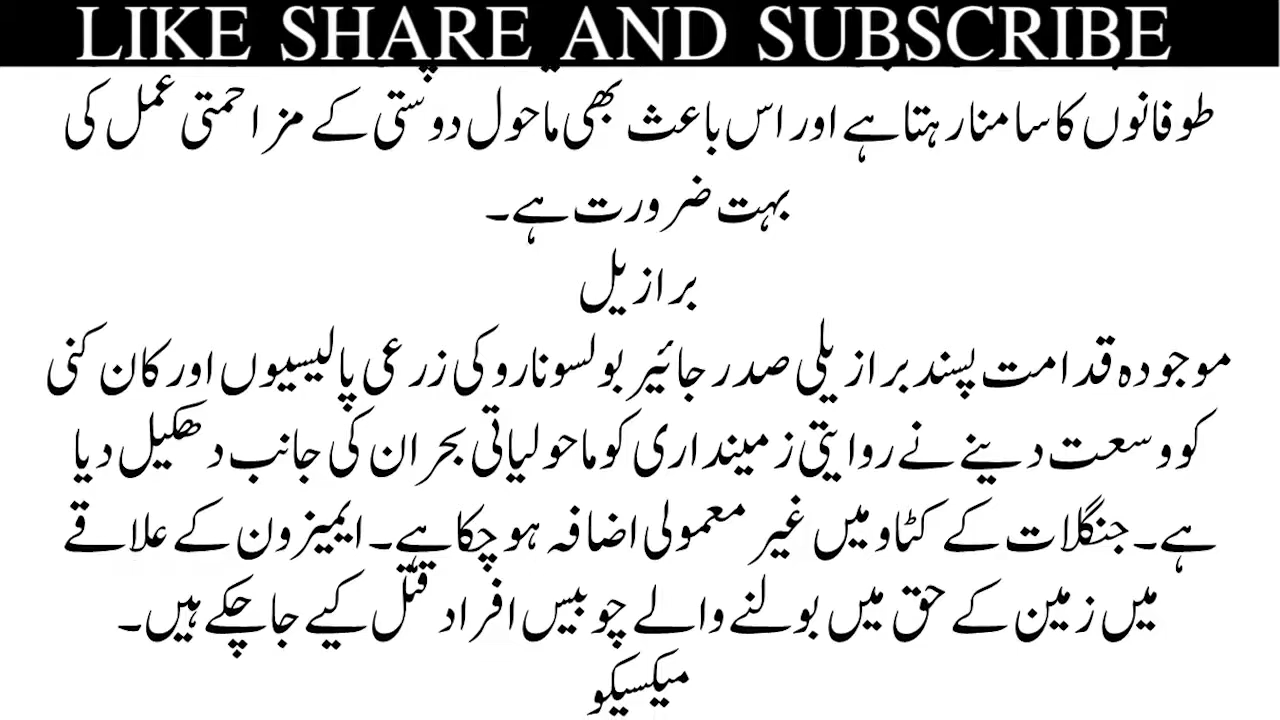 LIKE SHARE AND SUBSCRIBE
طوفانوں کا سامنا رہتا ہے اور اس باعث بھی ماحول دوستی کے مزاحمتی عمل کی
بہت ضرورت ہے۔
برازیل
موجودہ قدامت پسند برازیلی صدر جائیر بولسونارو کی زرعی پالیسیوں اور کان کنی
کو وسعت دینے نے روایتی زمینداری کو ماحولیاتی بحران کی جانب دھکیل دیا
ہے۔ جنگلات کے کٹاو میں غیر معمولی اضافہ ہو چکا ہے۔ ایمیزون کے علاقے
میں زمین کے حق میں بولنے والے چوبیس افراد قتل کیے جا چکے ہیں۔
میکسیکو